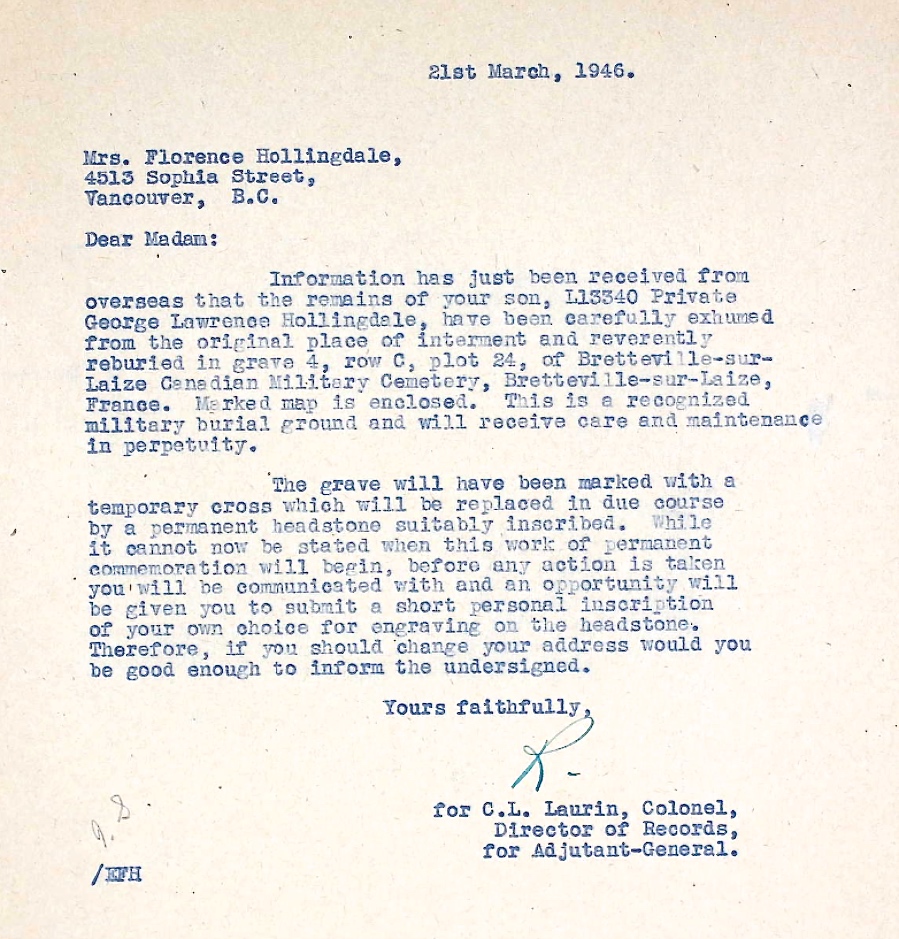 21st March, 1946.
Mrs. Florence Hollingdale,
4513 Sophia Street,
Vancouver, B.C.
Dear Madam:
Information has just been received from
overseas that the remains of your son, L13340 Private
George Lawrence Hollingdale, have been carefully exhumed
from the original place of interment and reverently
reburied in grave 4, row C, plot 24, of Bretteville-sur-
Laize Canadian Military Cemetery, Bretteville-sur-Laize,
France. Marked map is enclosed. This is a recognized
military burial ground and will receive care and maintenance
in perpetuity.
The grave will have been marked with a
temporary cross which will be replaced in due course
by a permanent headstone suitably inscribed. While
it cannot now be stated when this work of permanent
commemoration will begin, before any action is taken
you will be communicated with and an opportunity will
be given you to submit a short personal inscription
of your own choice for engraving on the headstone.
Therefore, if you should change your address would you
be good enough to inform the undersigned.
Yours faithfully,
R.-
for C.L. Laurin, Colonel,
Director of Records,
for Adjutant-General.
/EFH